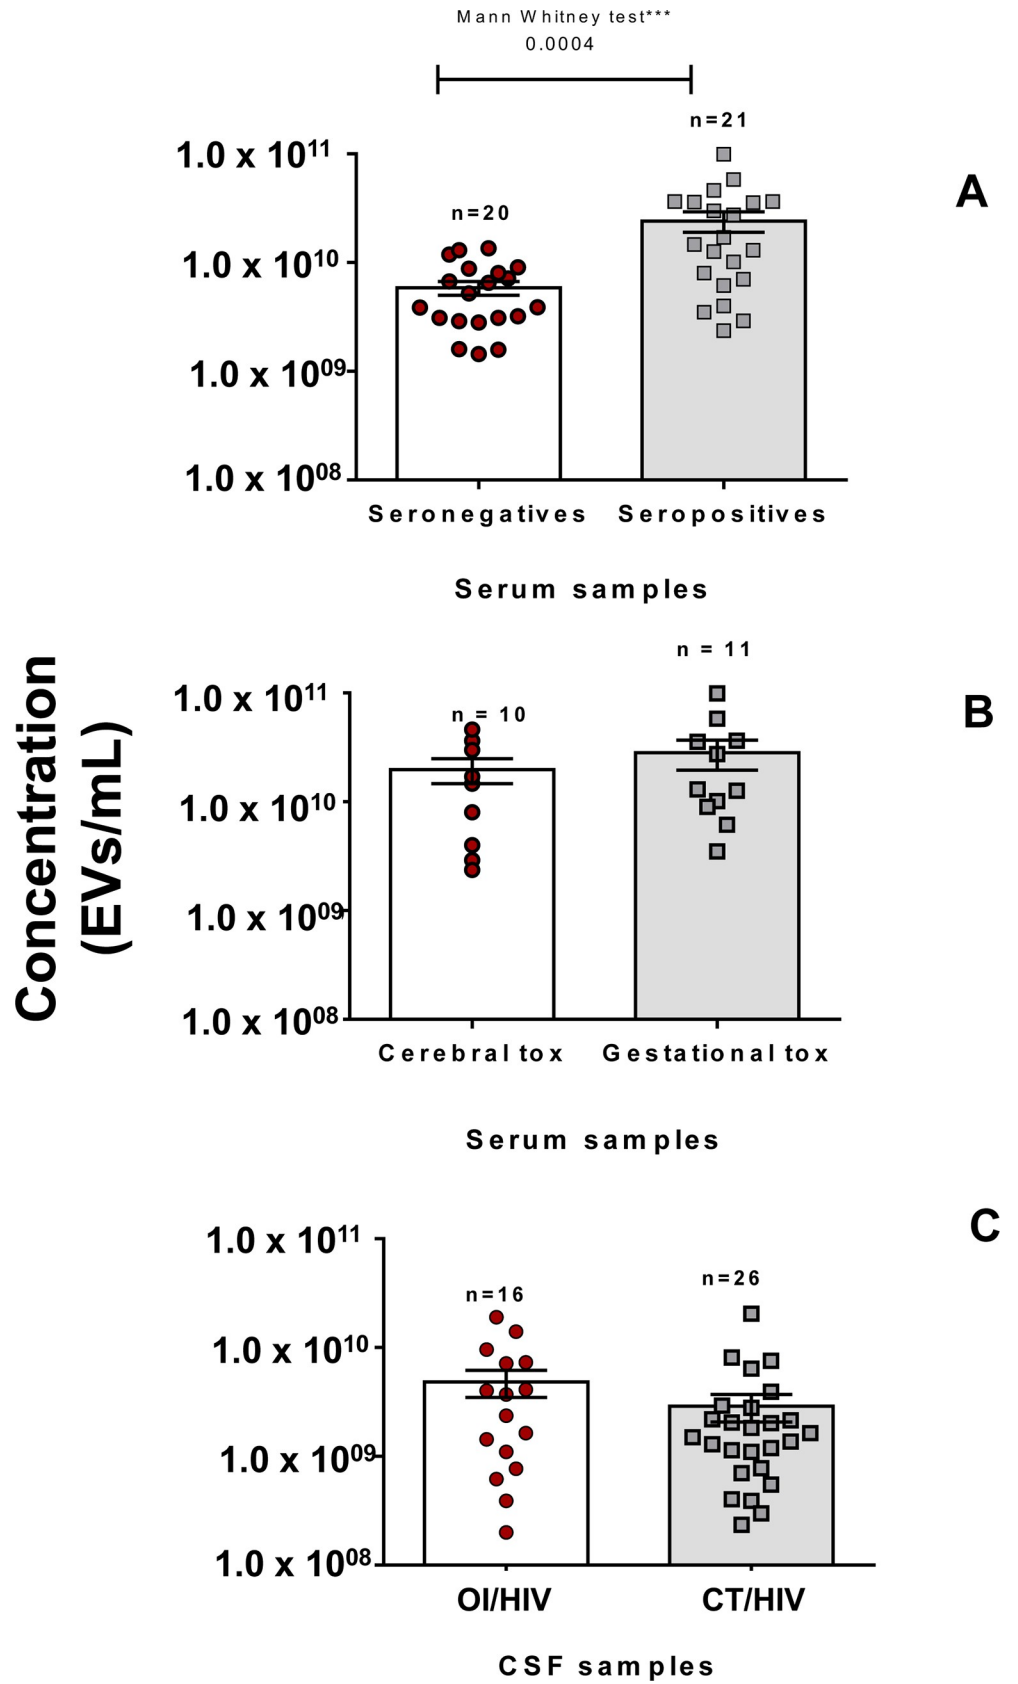 Mann Whitney test***
0.0004
n=21
1.0 x 10¹¹
A
n=20
1.0 x 10¹⁰
1.0 x 10⁰⁹
1.0 x 10⁰⁸
Seronegatives Seropositives
Serum samples
Concentration
(EVs/mL)
n = 11
1.0 x 10¹¹
B
n = 10
1.0 x 10¹⁰
1.0 x 10⁰⁹
1.0 x 10⁰⁸
Cerebral tox Gestational tox
Serum samples
C
1.0 x 10¹¹
n=26
n=16
1.0 x 10¹⁰
1.0 x 10⁰⁹
1.0 x 10⁰⁸
OI/HIV CT/HIV
CSF samples